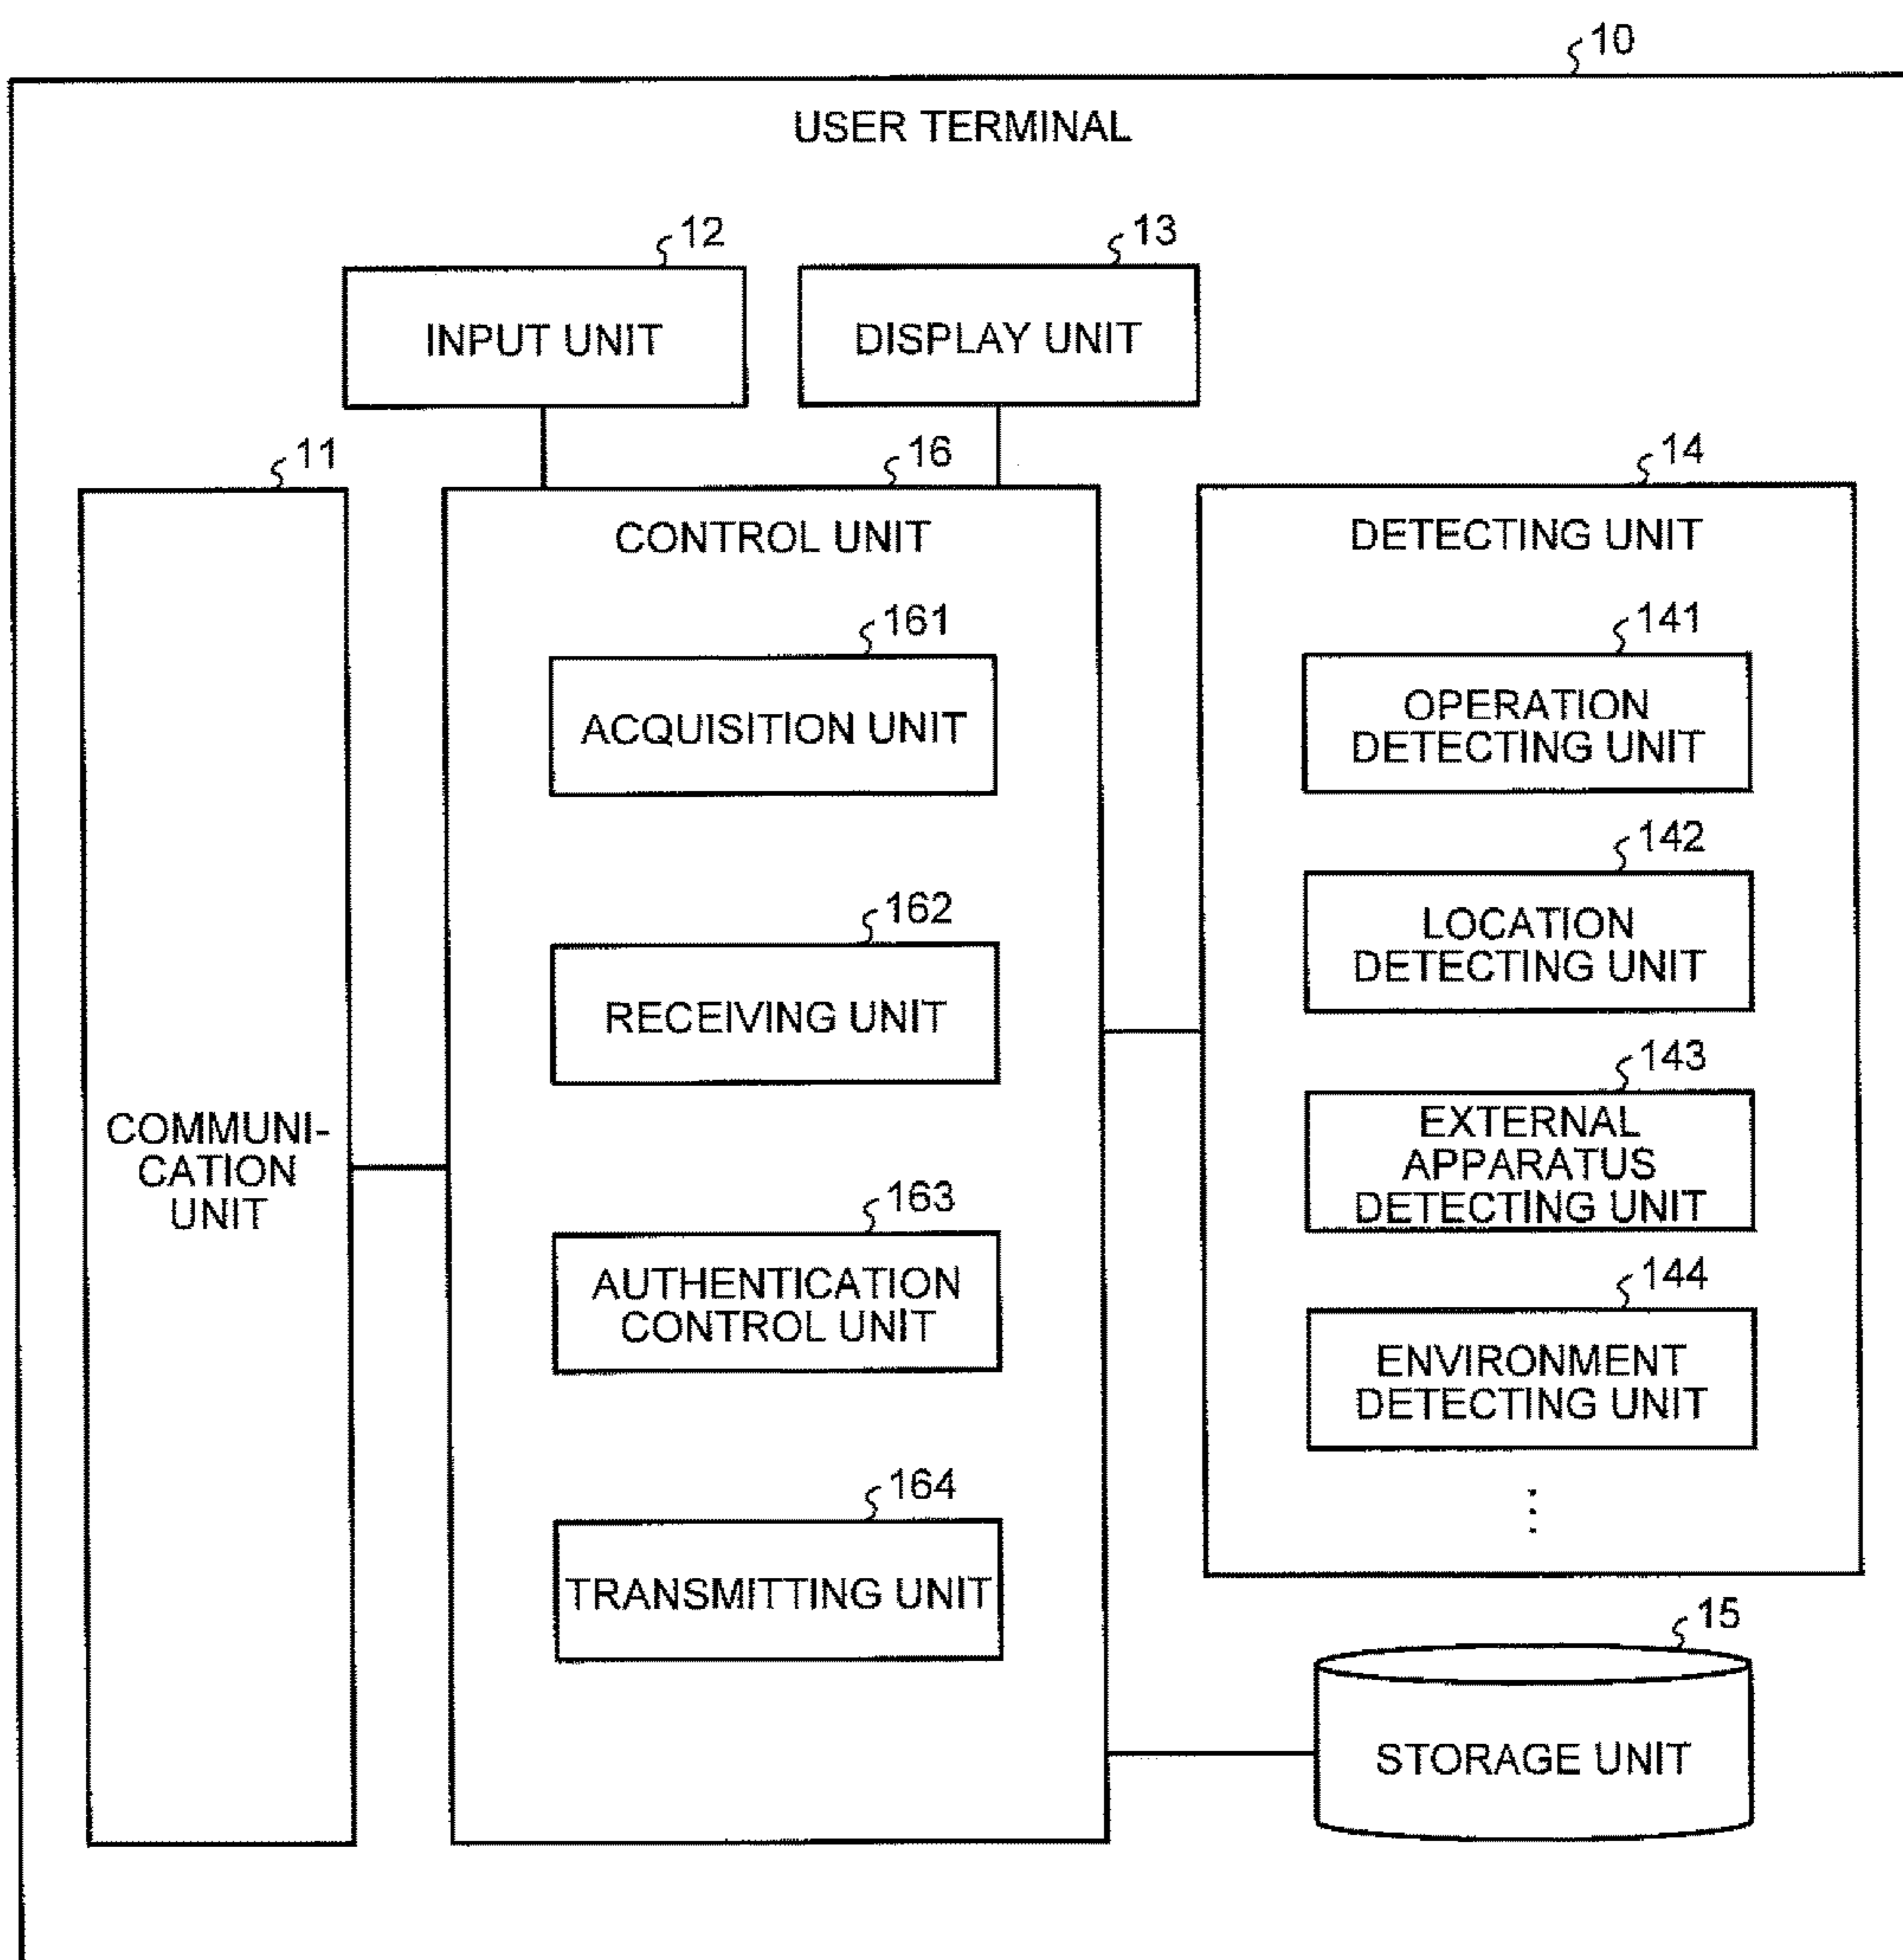 10
USER TERMINAL
12
INPUT UNIT
13
DISPLAY UNIT
11
COMMUNI-
CATION
UNIT
16
CONTROL UNIT
161
ACQUISITION UNIT
162
RECEIVING UNIT
163
AUTHENTICATION
CONTROL UNIT
164
TRANSMITTING UNIT
14
DETECTING UNIT
141
OPERATION
DETECTING UNIT
142
LOCATION
DETECTING UNIT
143
EXTERNAL
APPARATUS
DETECTING UNIT
144
ENVIRONMENT
DETECTING UNIT
⋮
15
STORAGE UNIT